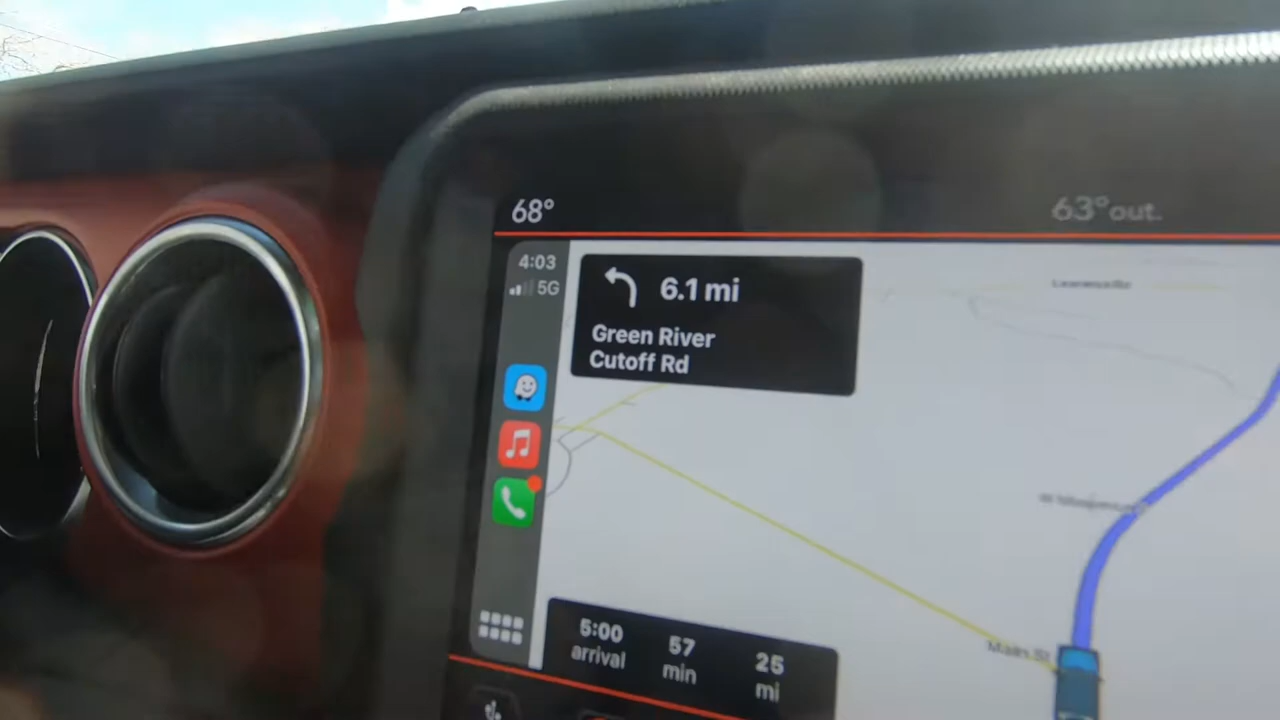 68°
63°out.
4:03
5G
6.1 mi
Green River
Cutoff Rd
Main St
5:00
arrival
57
min
25
mi